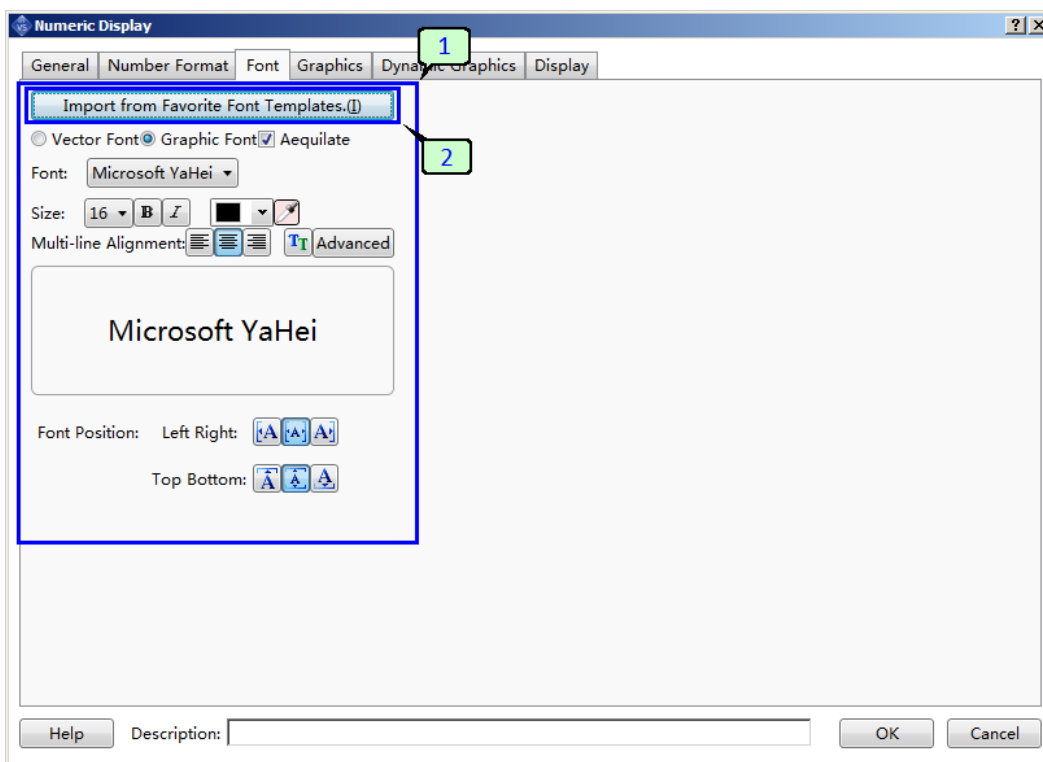 Numeric Display
1
General Number Format Font Graphics Dynamic Graphics Display
Import from Favorite Font Templates.(I)
Vector Font Graphic Font Aequilate
2
Font: Microsoft YaHei
Size: 16 B I
Multi-line Alignment: TT Advanced
Microsoft YaHei
Font Position: Left Right: A A A
Top Bottom: A A A
Help Description: OK Cancel